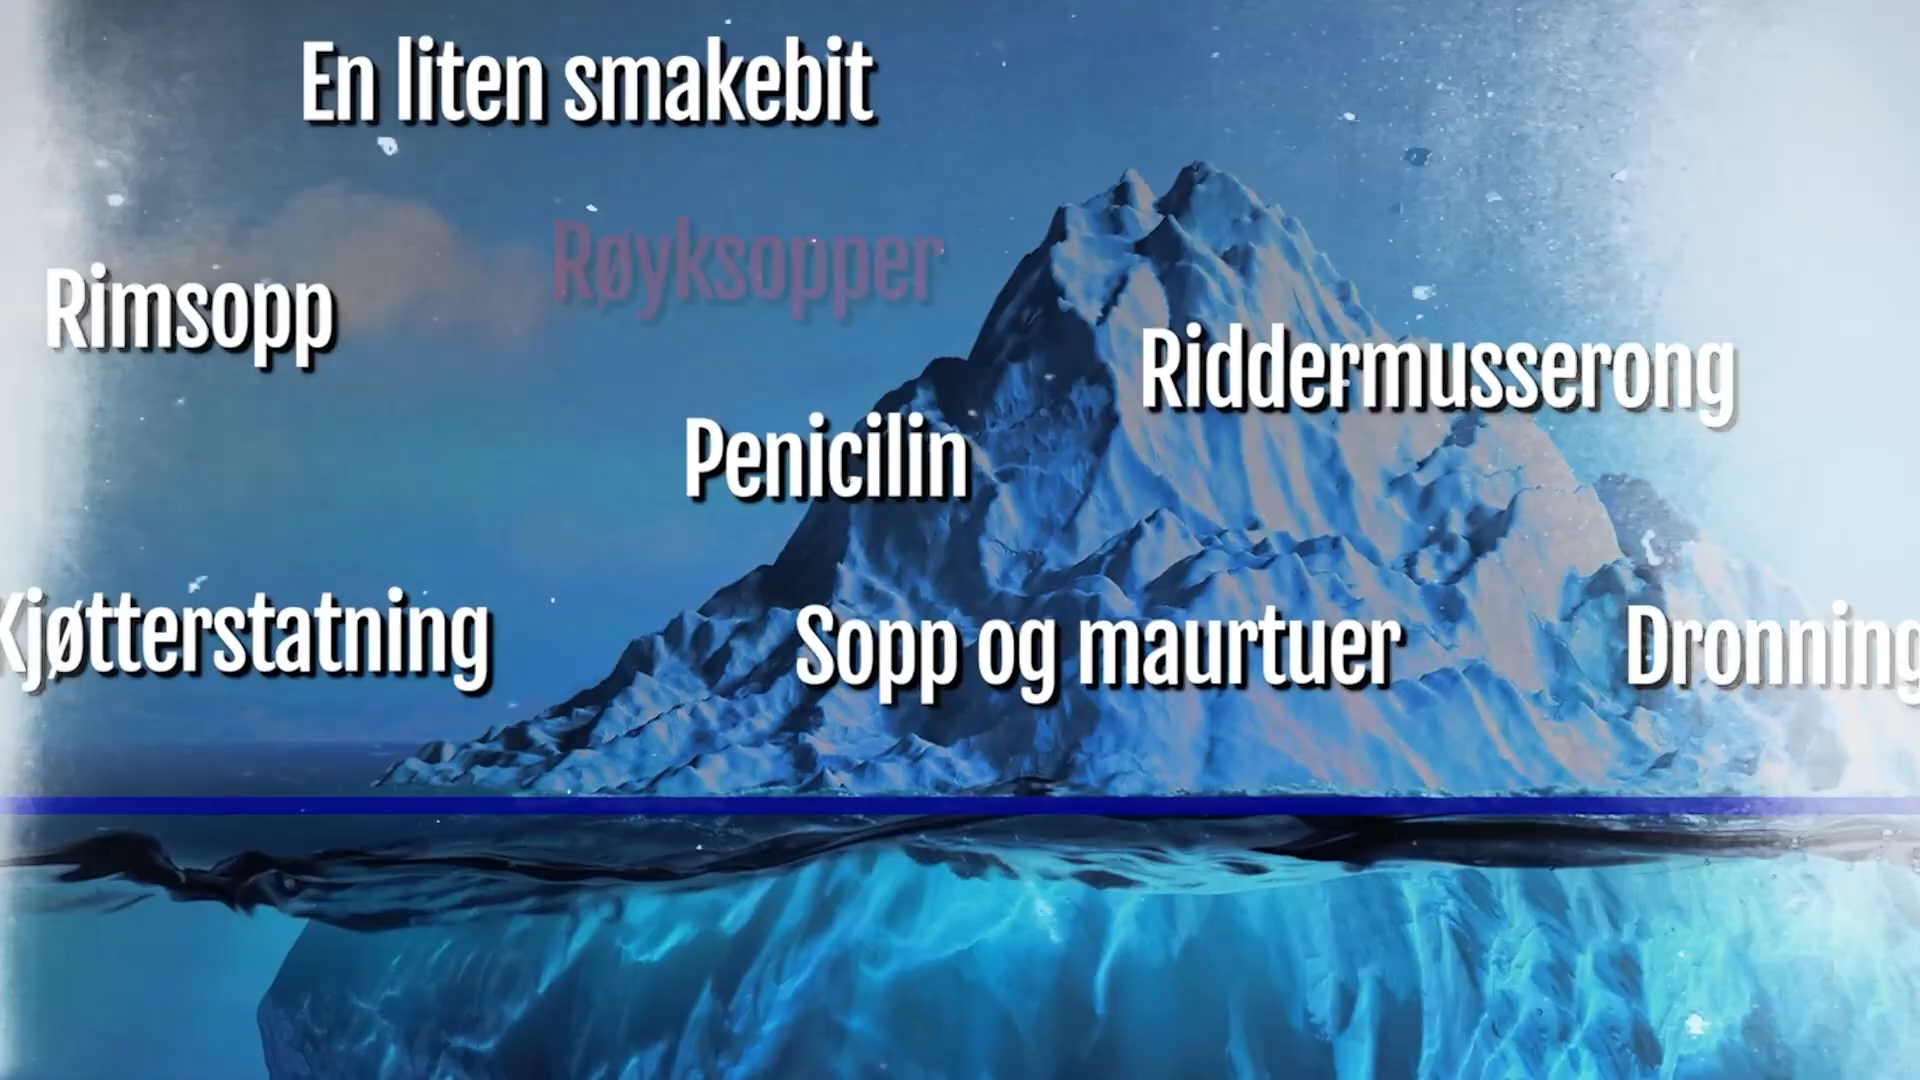 En liten smakebit
Røyksopper
Rimsopp
Riddermusserong
Penicilin
Kjøtterstatning
Sopp og maurtuer
Dronning